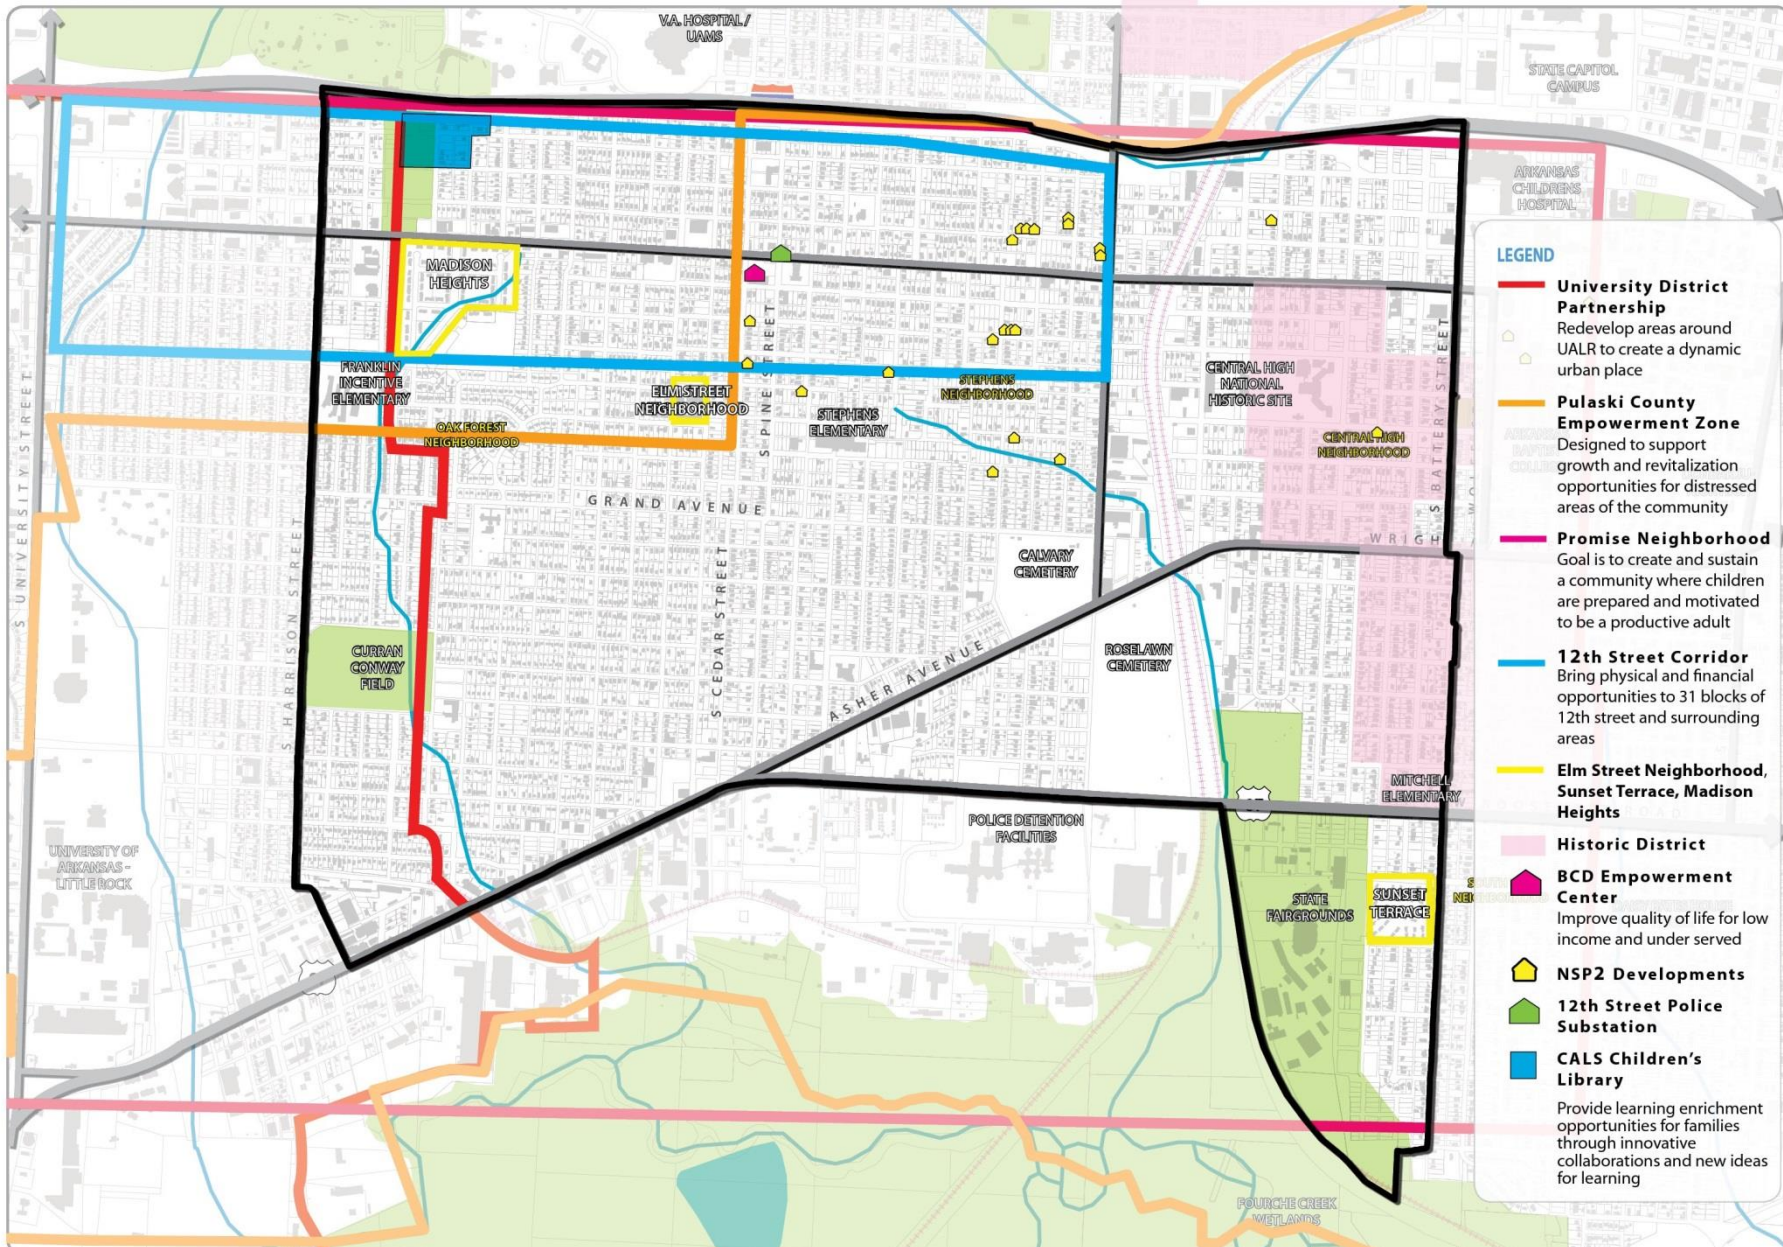 V.A. HOSPITAL /
UAMS
STATE CAPITOL
CAMPUS
ARKANSAS
CHILDRENS
HOSPITAL
MADISON
HEIGHTS
FRANKLIN
INCENTIVE
ELEMENTARY
OAK FOREST
NEIGHBORHOOD
ELM STREET
NEIGHBORHOOD
S PINE STREET
STEPHENS
ELEMENTARY
STEPHENS
NEIGHBORHOOD
CENTRAL HIGH
NATIONAL
HISTORIC SITE
CENTRAL HIGH
NEIGHBORHOOD
S BATTERY STREET
S UNIVERSITY STREET
S HARRISON STREET
GRAND AVENUE
S CEDAR STREET
CALVARY
CEMETERY
WRIGH
ASHER AVENUE
ROSELAWN
CEMETERY
CURRAN
CONWAY
FIELD
MITCHELL
ELEMENTARY
POLICE DETENTION
FACILITIES
UNIVERSITY OF
ARKANSAS -
LITTLE ROCK
STATE
FAIRGROUNDS
SUNSET
TERRACE
FOURCHE CREEK
WETLANDS
LEGEND
University District
Partnership
Redevelop areas around
UALR to create a dynamic
urban place
Pulaski County
Empowerment Zone
Designed to support
growth and revitalization
opportunities for distressed
areas of the community
Promise Neighborhood
Goal is to create and sustain
a community where children
are prepared and motivated
to be a productive adult
12th Street Corridor
Bring physical and financial
opportunities to 31 blocks of
12th street and surrounding
areas
Elm Street Neighborhood,
Sunset Terrace, Madison
Heights
Historic District
BCD Empowerment
Center
Improve quality of life for low
income and under served
NSP2 Developments
12th Street Police
Substation
CALS Children's
Library
Provide learning enrichment
opportunities for families
through innovative
collaborations and new ideas
for learning